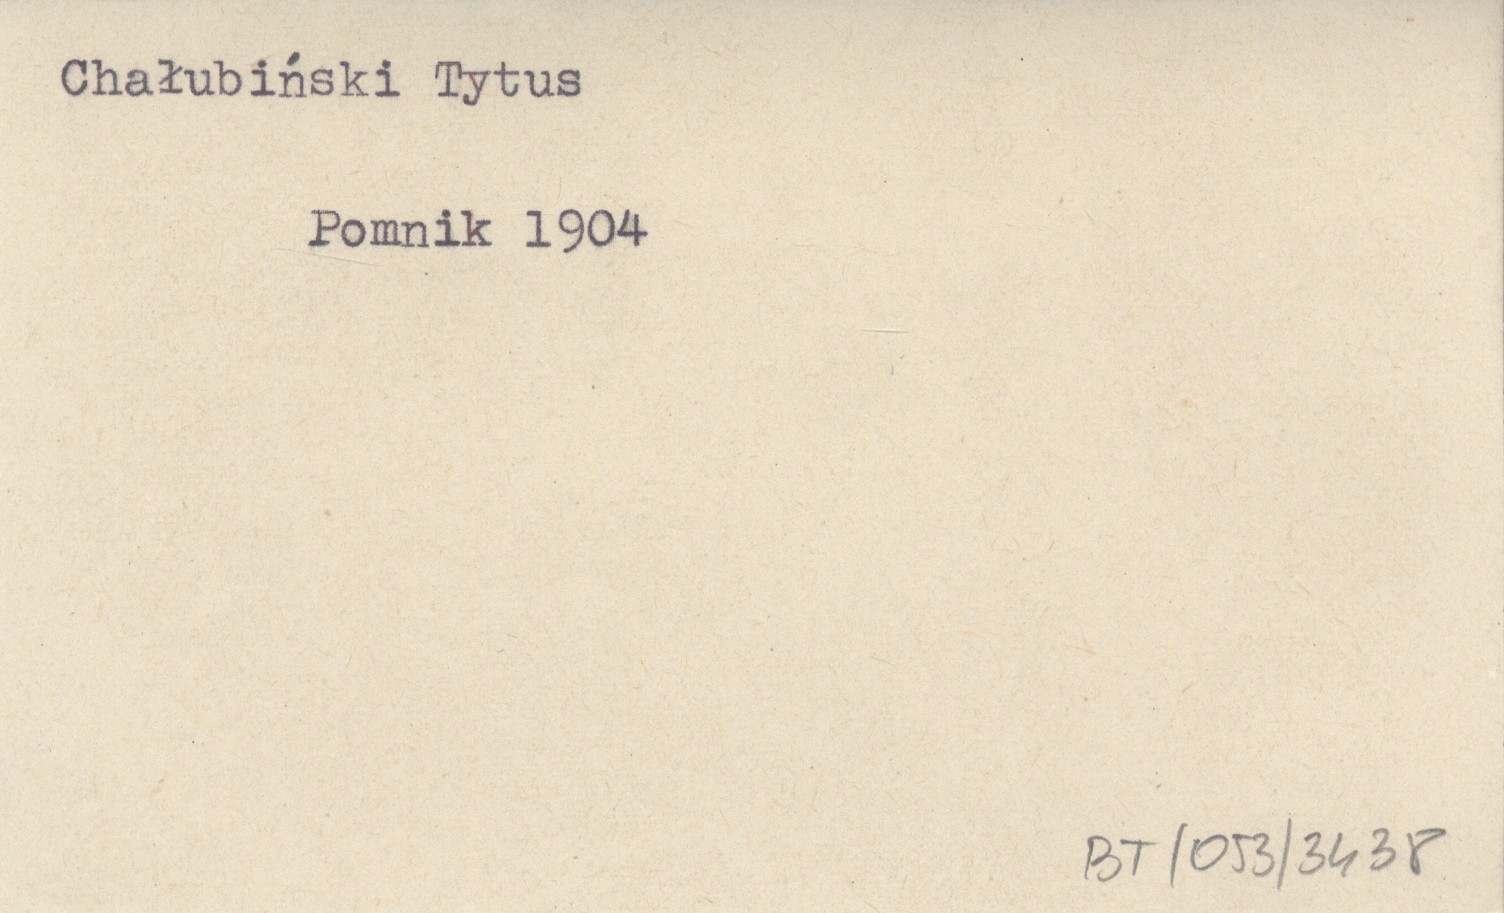 Chałubiński Tytus
Pomnik 1904
BT/053/3438